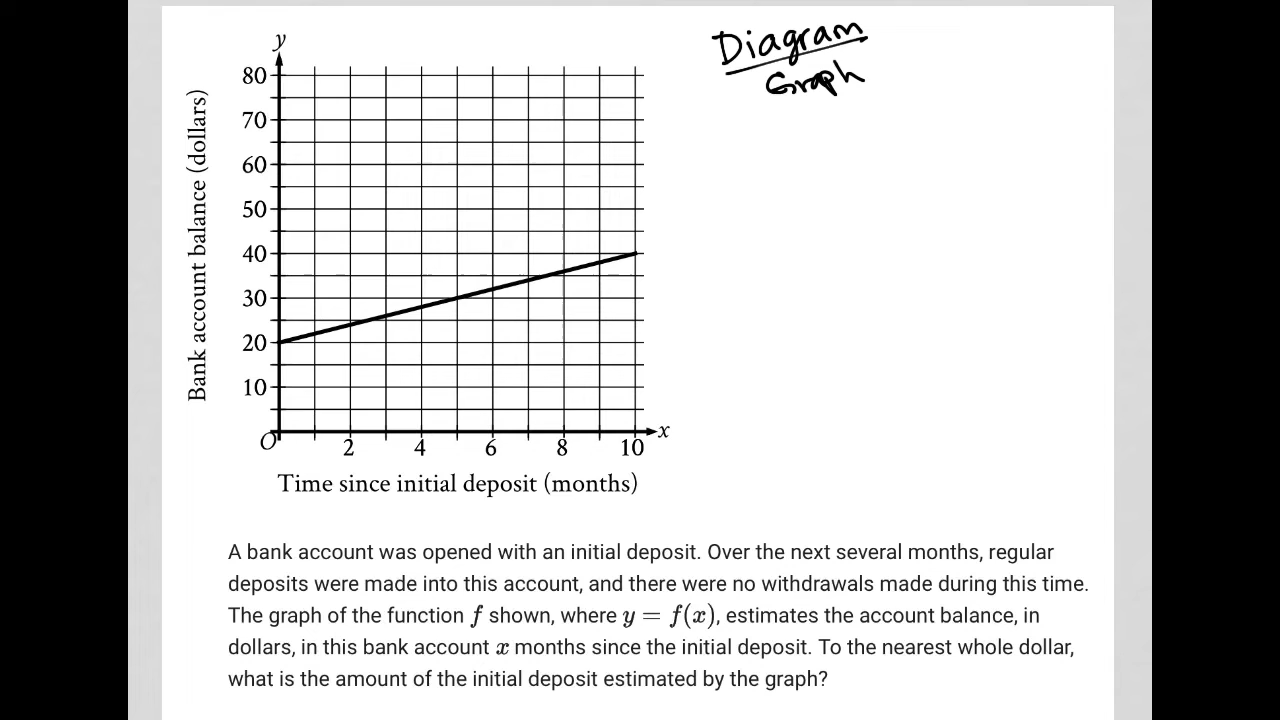 Diagram
Graph
y
80
70
60
50
40
30
20
10
O
2 4 6 8 10 x
Bank account balance (dollars)
Time since initial deposit (months)
A bank account was opened with an initial deposit. Over the next several months, regular
deposits were made into this account, and there were no withdrawals made during this time.
The graph of the function f shown, where y = f(x), estimates the account balance, in
dollars, in this bank account x months since the initial deposit. To the nearest whole dollar,
what is the amount of the initial deposit estimated by the graph?